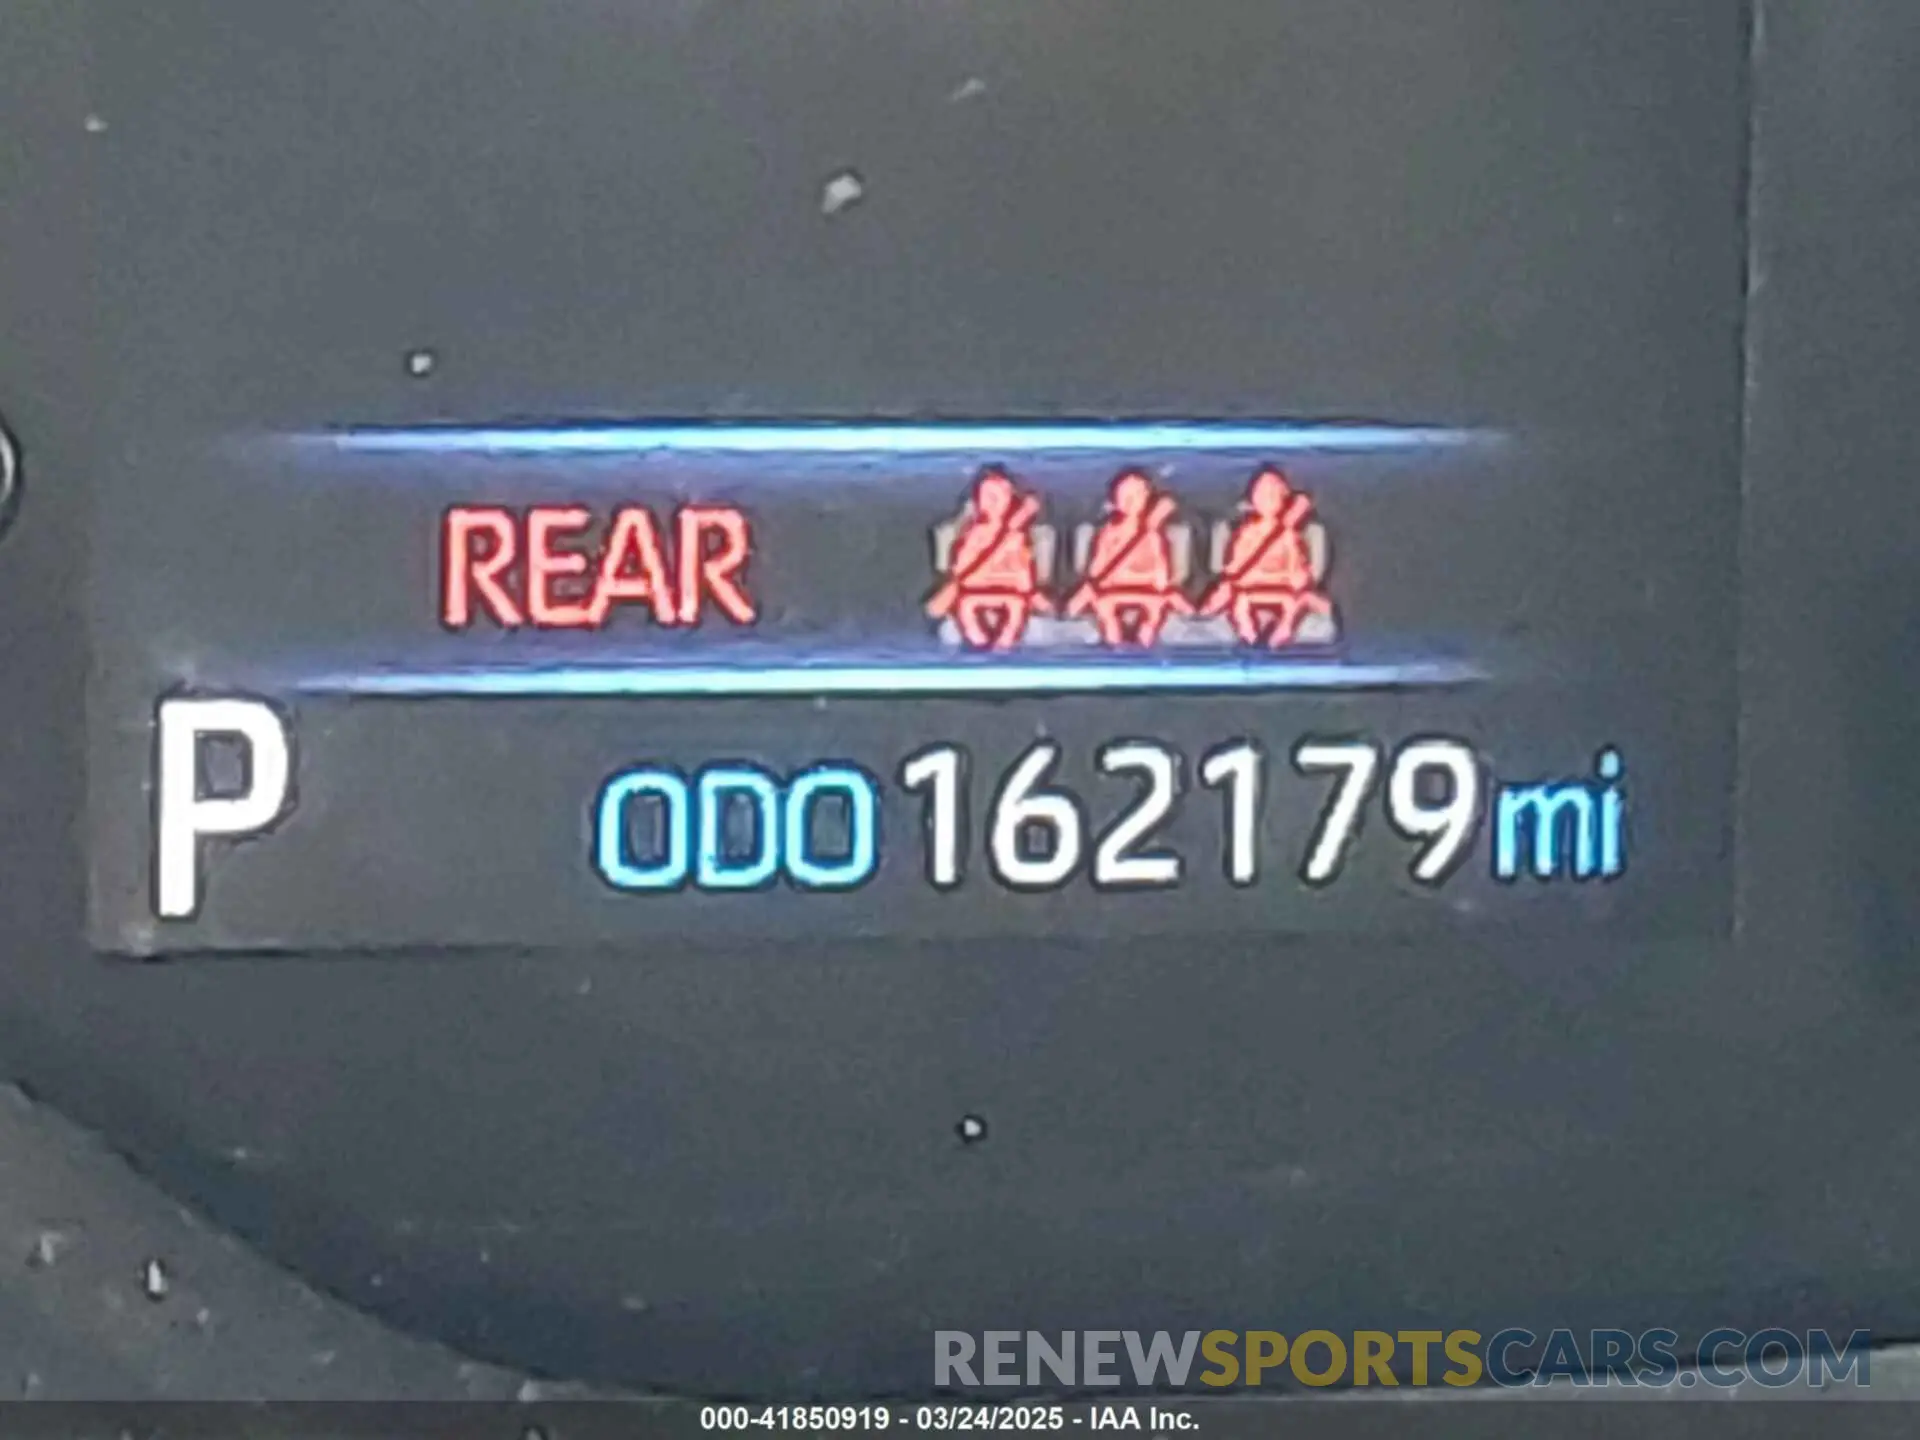 REAR
P ODO 162179 mi
RENEWSPORTSCARS.COM
000-41850919 - 03/24/2025 - IAA Inc.